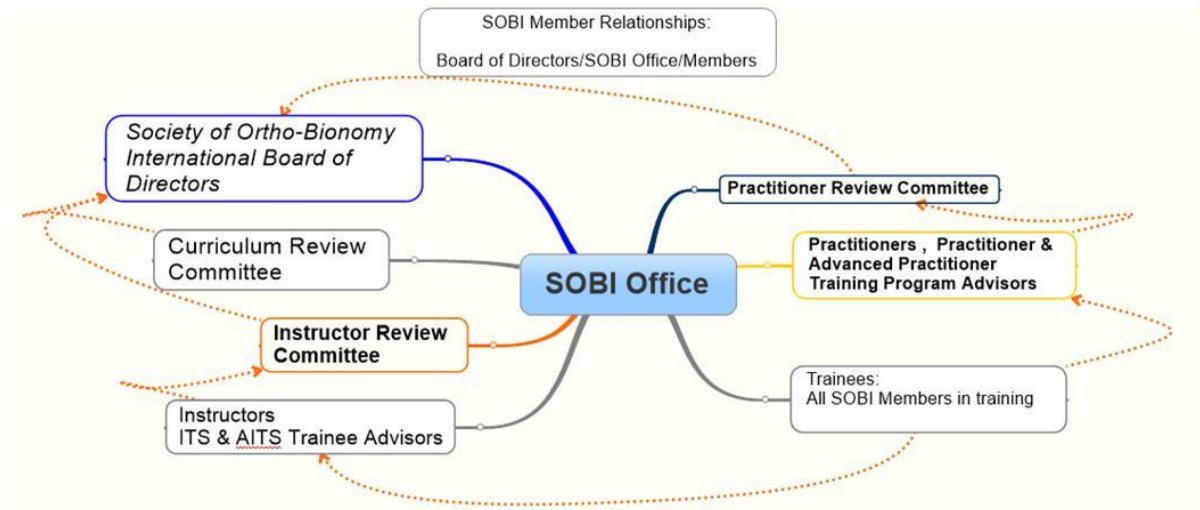 SOBI Member Relationships:
Board of Directors/SOBI Office/Members
Society of Ortho-Bionomy
International Board of
Directors
Practitioner Review Committee
Curriculum Review
Committee
Practitioners , Practitioner &
Advanced Practitioner
Training Program Advisors
SOBI Office
Instructor Review
Committee
Trainees:
All SOBI Members in training
Instructors
ITS & AITS Trainee Advisors